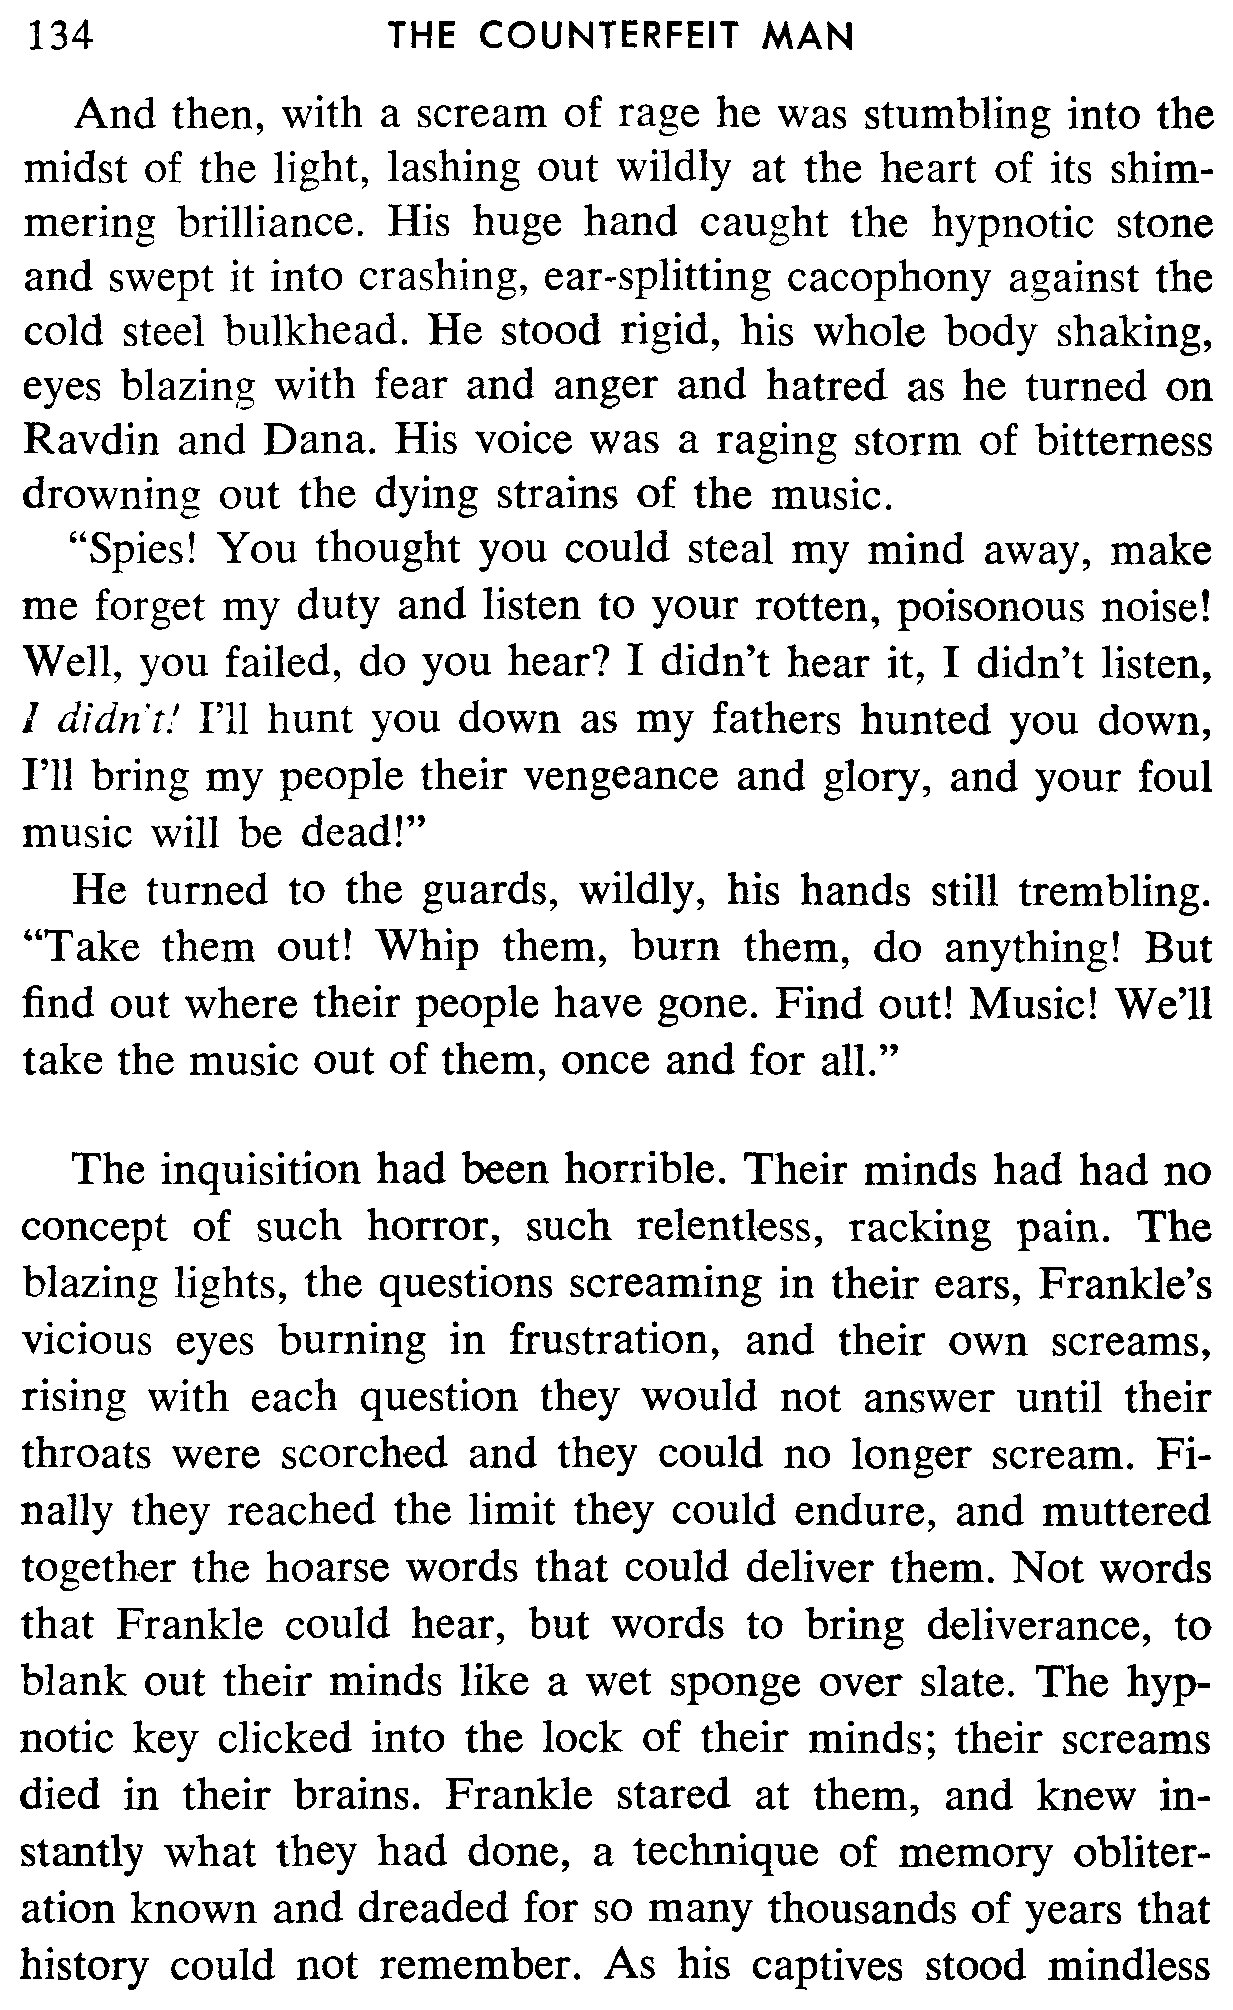 134 THE COUNTERFEIT MAN
And then, with a scream of rage he was stumbling into the
midst of the light, lashing out wildly at the heart of its shim-
mering brilliance. His huge hand caught the hypnotic stone
and swept it into crashing, ear-splitting cacophony against the
cold steel bulkhead. He stood rigid, his whole body shaking,
eyes blazing with fear and anger and hatred as he turned on
Ravdin and Dana. His voice was a raging storm of bitterness
drowning out the dying strains of the music.
“Spies! You thought you could steal my mind away, make
me forget my duty and listen to your rotten, poisonous noise!
Well, you failed, do you hear? I didn’t hear it, I didn’t listen,
I didn’t! I’ll hunt you down as my fathers hunted you down,
I’ll bring my people their vengeance and glory, and your foul
music will be dead!”
He turned to the guards, wildly, his hands still trembling.
“Take them out! Whip them, burn them, do anything! But
find out where their people have gone. Find out! Music! We’ll
take the music out of them, once and for all.”
The inquisition had been horrible. Their minds had had no
concept of such horror, such relentless, racking pain. The
blazing lights, the questions screaming in their ears, Frankle’s
vicious eyes burning in frustration, and their own screams,
rising with each question they would not answer until their
throats were scorched and they could no longer scream. Fi-
nally they reached the limit they could endure, and muttered
together the hoarse words that could deliver them. Not words
that Frankle could hear, but words to bring deliverance, to
blank out their minds like a wet sponge over slate. The hyp-
notic key clicked into the lock of their minds; their screams
died in their brains. Frankle stared at them, and knew in-
stantly what they had done, a technique of memory obliter-
ation known and dreaded for so many thousands of years that
history could not remember. As his captives stood mindless